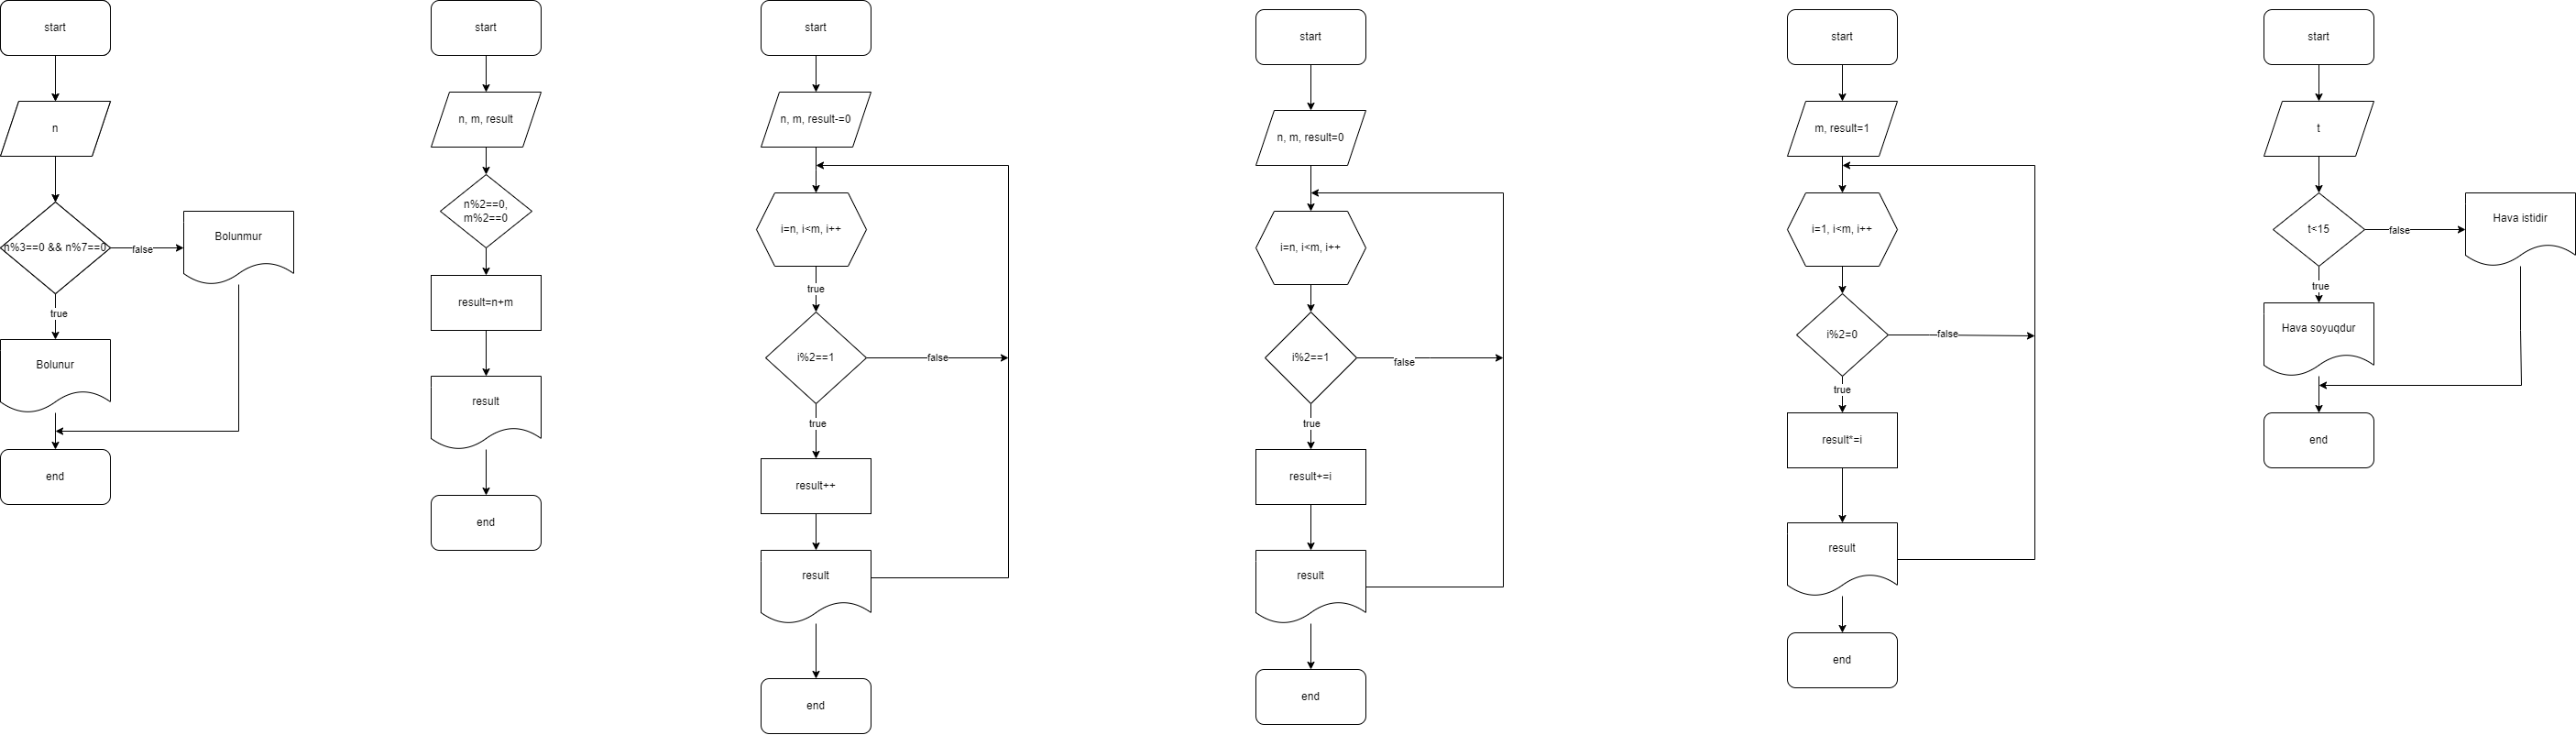 start
n
n%3==0 && n%7==0
false
Bolunmur
true
Bolunur
end
start
n, m, result
n%2==0,
m%2==0
result=n+m
result
end
start
n, m, result-=0
i=n, i<m, i++
true
i%2==1
false
true
result++
result
end
start
n, m, result=0
i=n, i<m, i++
i%2==1
false
true
result+=i
result
end
start
m, result=1
i=1, i<m, i++
i%2=0
false
true
result*=i
result
end
start
t
t<15
false
Hava istidir
true
Hava soyuqdur
end